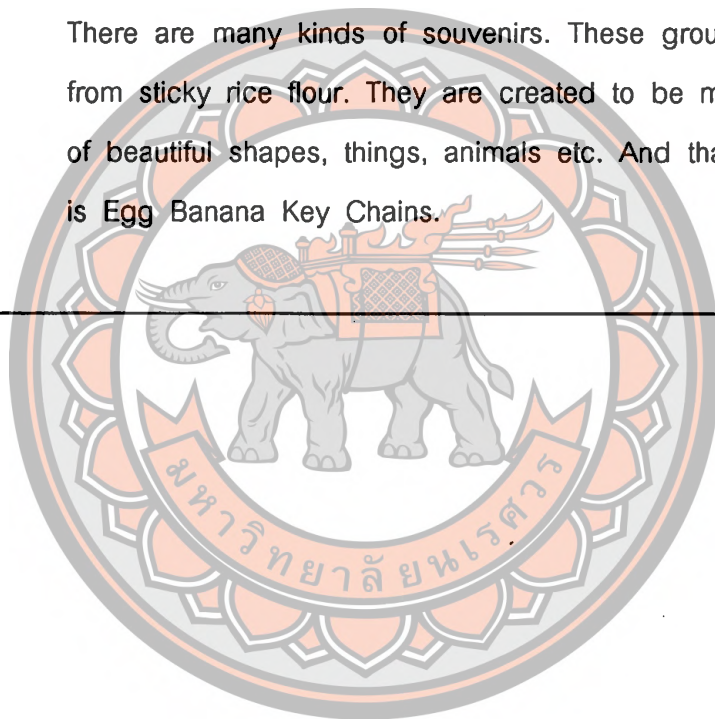 There are many kinds of souvenirs. These
from sticky rice flour. They are created to be
of beautiful shapes, things, animals etc. And
is Egg Banana Key Chains.
มหาวิทยาลัยนเรศวร